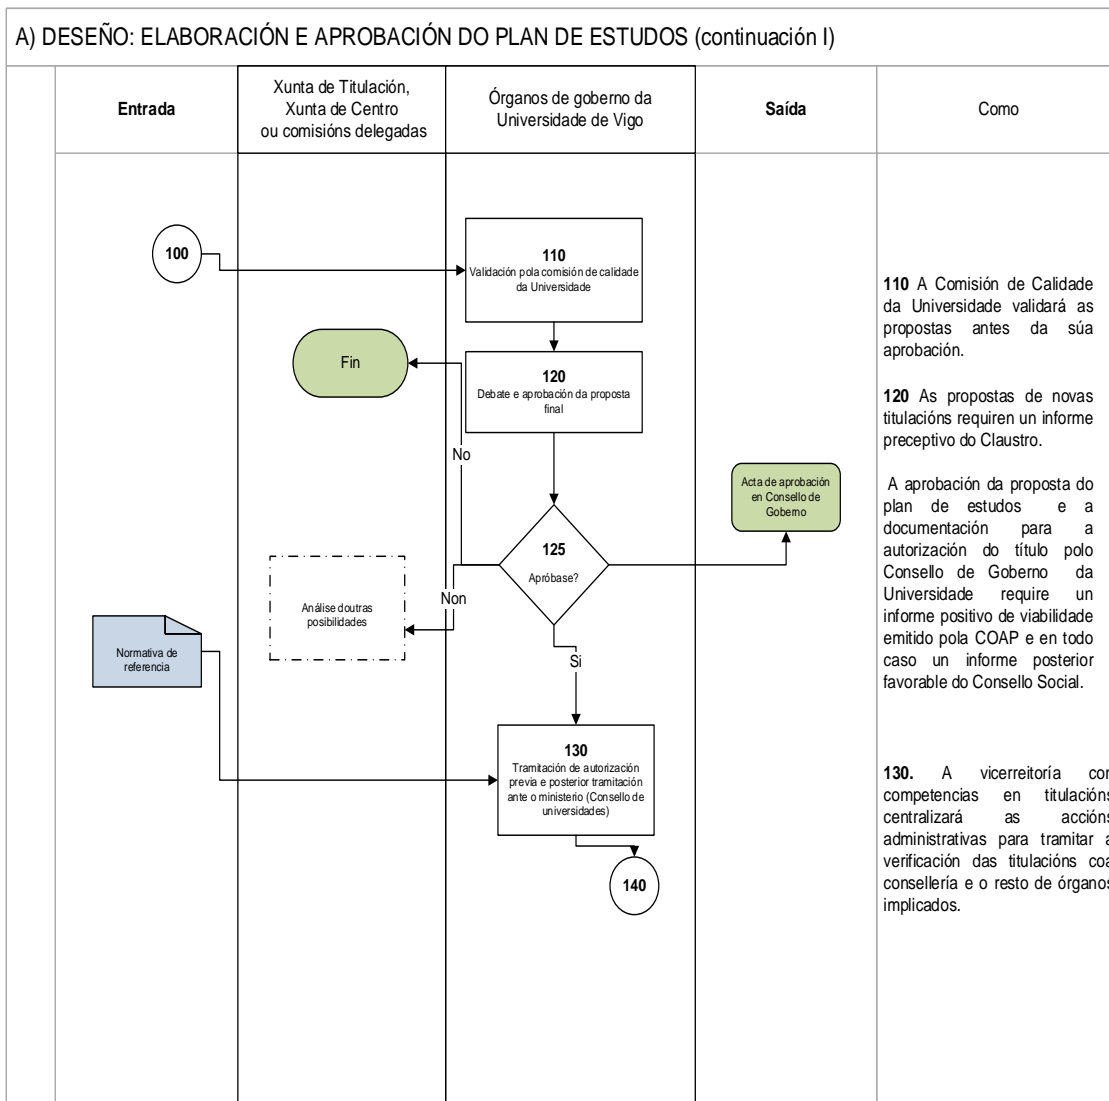 A) DESEÑO: ELABORACIÓN E APROBACIÓN DO PLAN DE ESTUDOS (continuación I)
Entrada
Xunta de Titulación,
Xunta de Centro
ou comisións delegadas
Órganos de goberno da
Universidade de Vigo
Saída
Como
100
110
Validación pola comisión de calidade
da Universidade
Fin
120
Debate e aprobación da proposta
final
No
Acta de aprobación
en Consello de
Goberno
125
Apróbase?
Non
Análise doutras
posibilidades
Normativa de
referencia
Si
130
Tramitación de autorización
previa e posterior tramitación
ante o ministerio (Consello de
universidades)
140
110 A Comisión de Calidade
da Universidade validará as
propostas antes da súa
aprobación.
120 As propostas de novas
titulacións requiren un informe
preceptivo do Claustro.
A aprobación da proposta do
plan de estudos e a
documentación para a
autorización do título polo
Consello de Goberno da
Universidade require un
informe positivo de viabilidade
emitido pola COAP e en todo
caso un informe posterior
favorable do Consello Social.
130. A vicerreitoría con
competencias en titulacións
centralizará as accións
administrativas para tramitar a
verificación das titulacións coa
consellería e o resto de órganos
implicados.